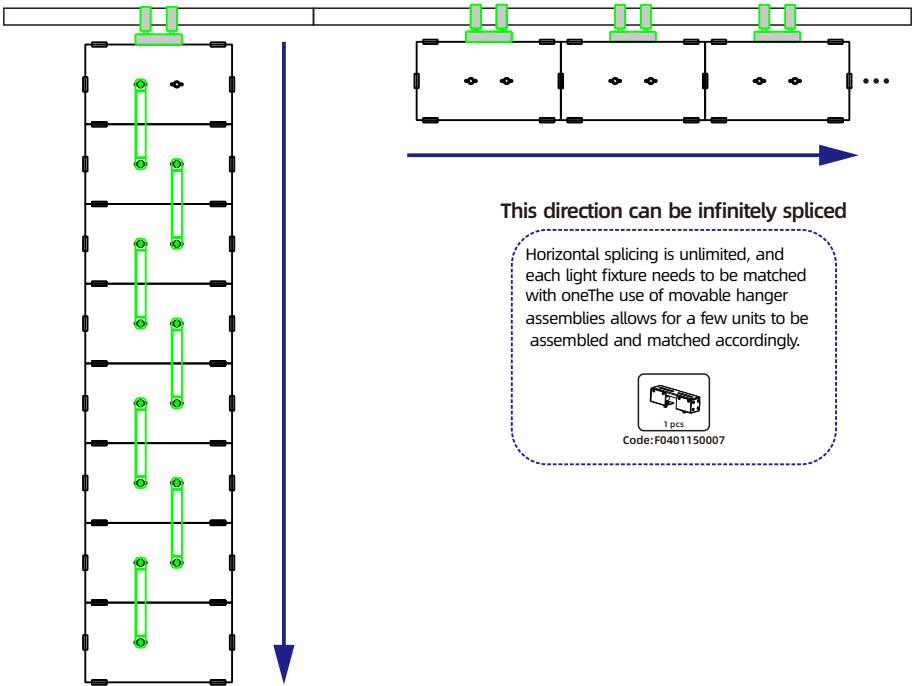 This direction can be infinitely spliced
Horizontal splicing is unlimited, and
each light fixture needs to be matched
with oneThe use of movable hanger
assemblies allows for a few units to be
assembled and matched accordingly.
1 pcs
Code:F0401150007